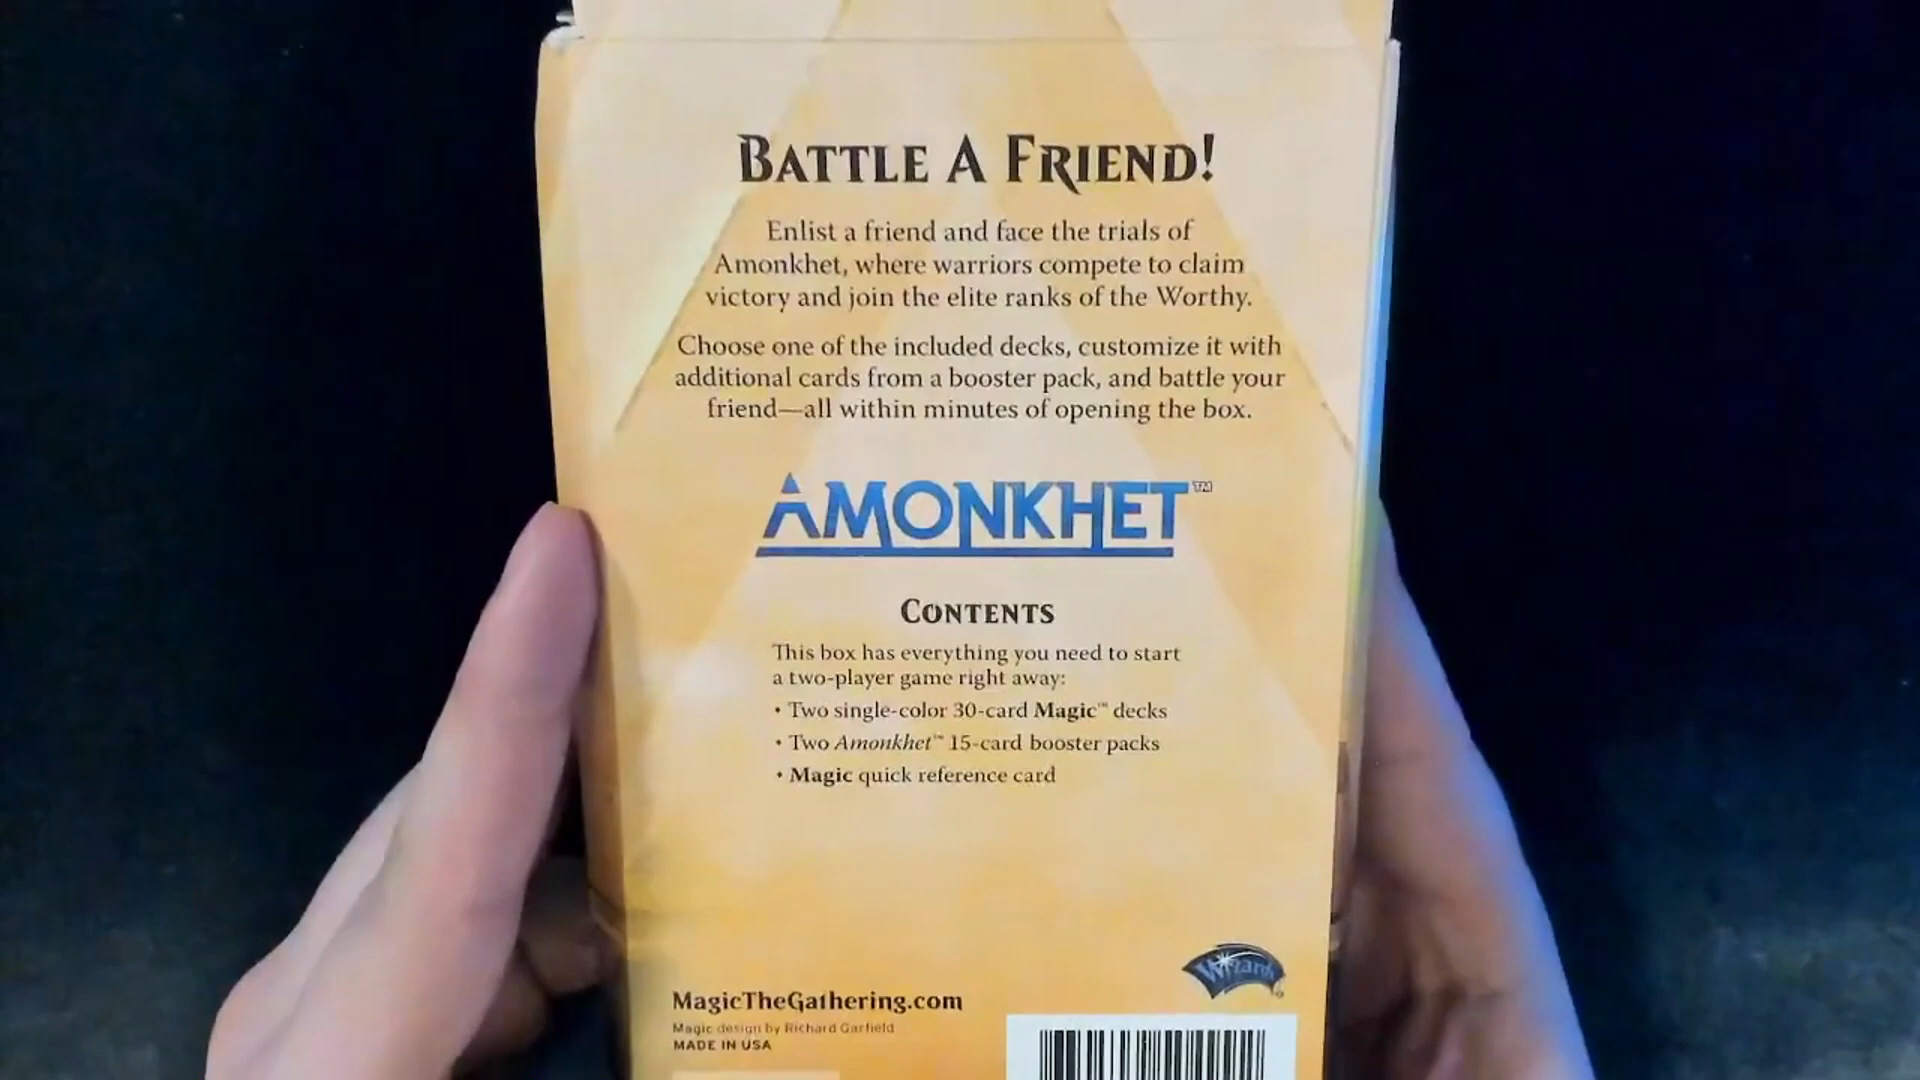 BATTLE A FRIEND!
Enlist a friend and face the trials of
Amonkhet, where warriors compete to claim
victory and join the elite ranks of the Worthy.
Choose one of the included decks, customize it with
additional cards from a booster pack, and battle your
friend—all within minutes of opening the box.
AMONKHET™
CONTENTS
This box has everything you need to start
a two-player game right away:
• Two single-color 30-card Magic™ decks
• Two Amonkhet™ 15-card booster packs
• Magic quick reference card
Wizards
MagicTheGathering.com
Magic design by Richard Garfield
MADE IN USA